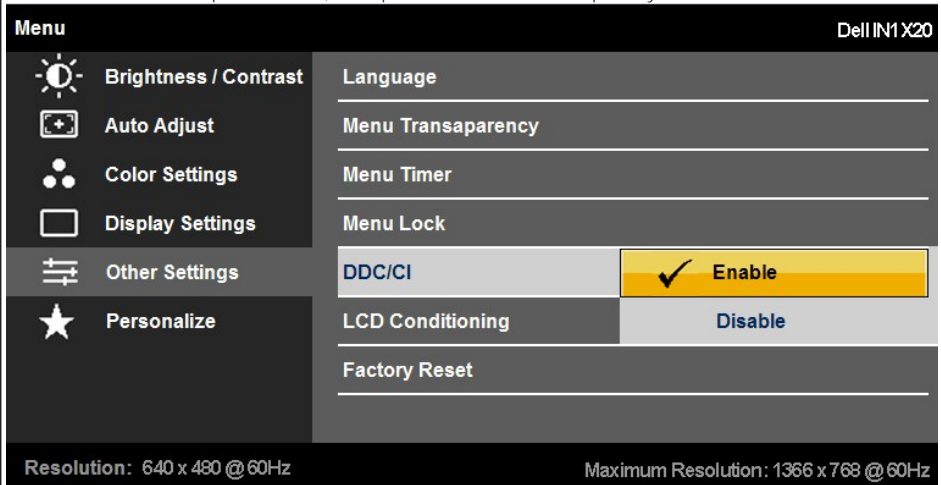 Menu
Dell IN1X20
Brightness / Contrast
Auto Adjust
Color Settings
Display Settings
Other Settings
Personalize
Language
Menu Transaparency
Menu Timer
Menu Lock
DDC/CI
Enable
Disable
LCD Conditioning
Factory Reset
Resolution: 640 x 480 @ 60Hz
Maximum Resolution: 1366 x 768 @ 60Hz